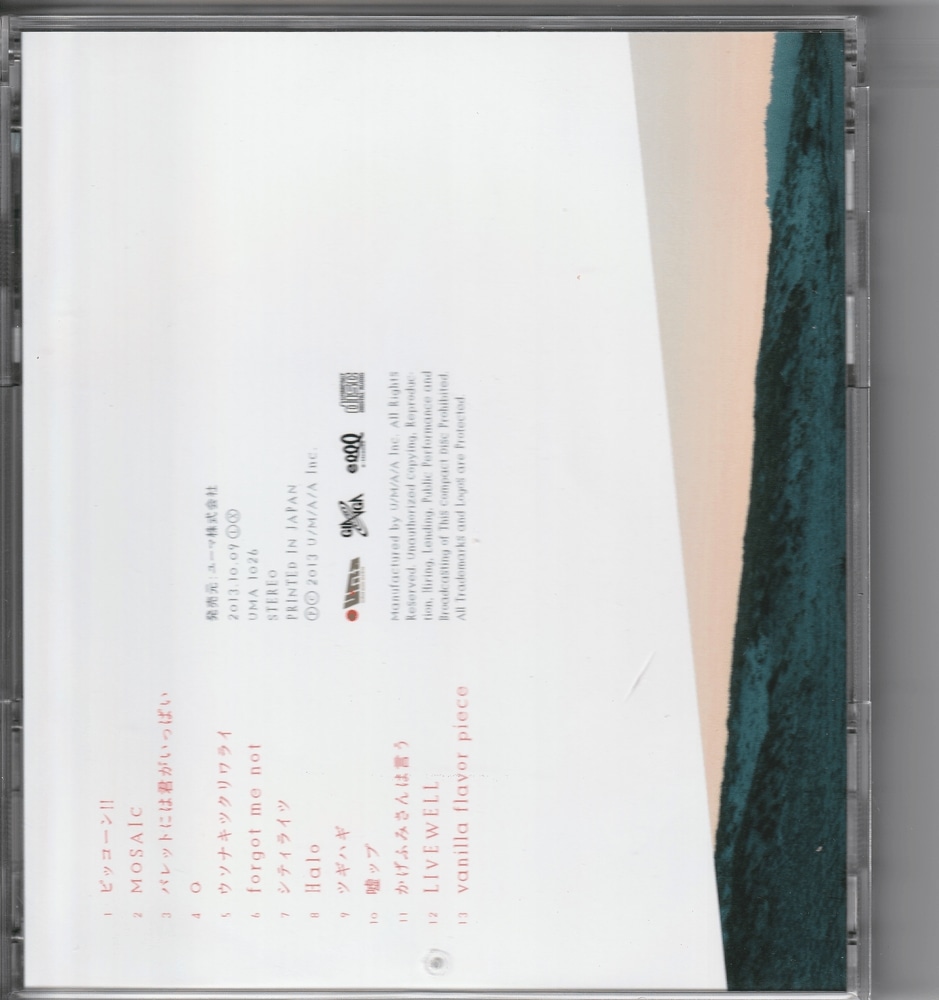 1 ピッコーン!!
2 MOSAIC
3 パレットには君がいっぱい
4 O
5 ウソナキツクリワライ
6 forgot me not
7 シティライツ
8 Halo
9 ツギハギ
10 嘘ップ
11 かげふみさんは言う
12 LIVEWELL
13 vanilla flavor piece
発売元:ユーマ株式会社
2013.10.09 Ⓛ Ⓧ
UMA 1026
STEREO
PRINTED IN JAPAN
ⓅⒸ 2013 U/M/A/A Inc.
uma GINGA COMPACT disc DIGITAL AUDIO
Manufactured by U/M/A/A Inc. All Rights
Reserved. Unauthorized Copying, Reproduc-
tion, Hiring, Lending, Public Performance and
Broadcasting of This Compact Disc Prohibited.
All Trademarks and Logos are Protected.